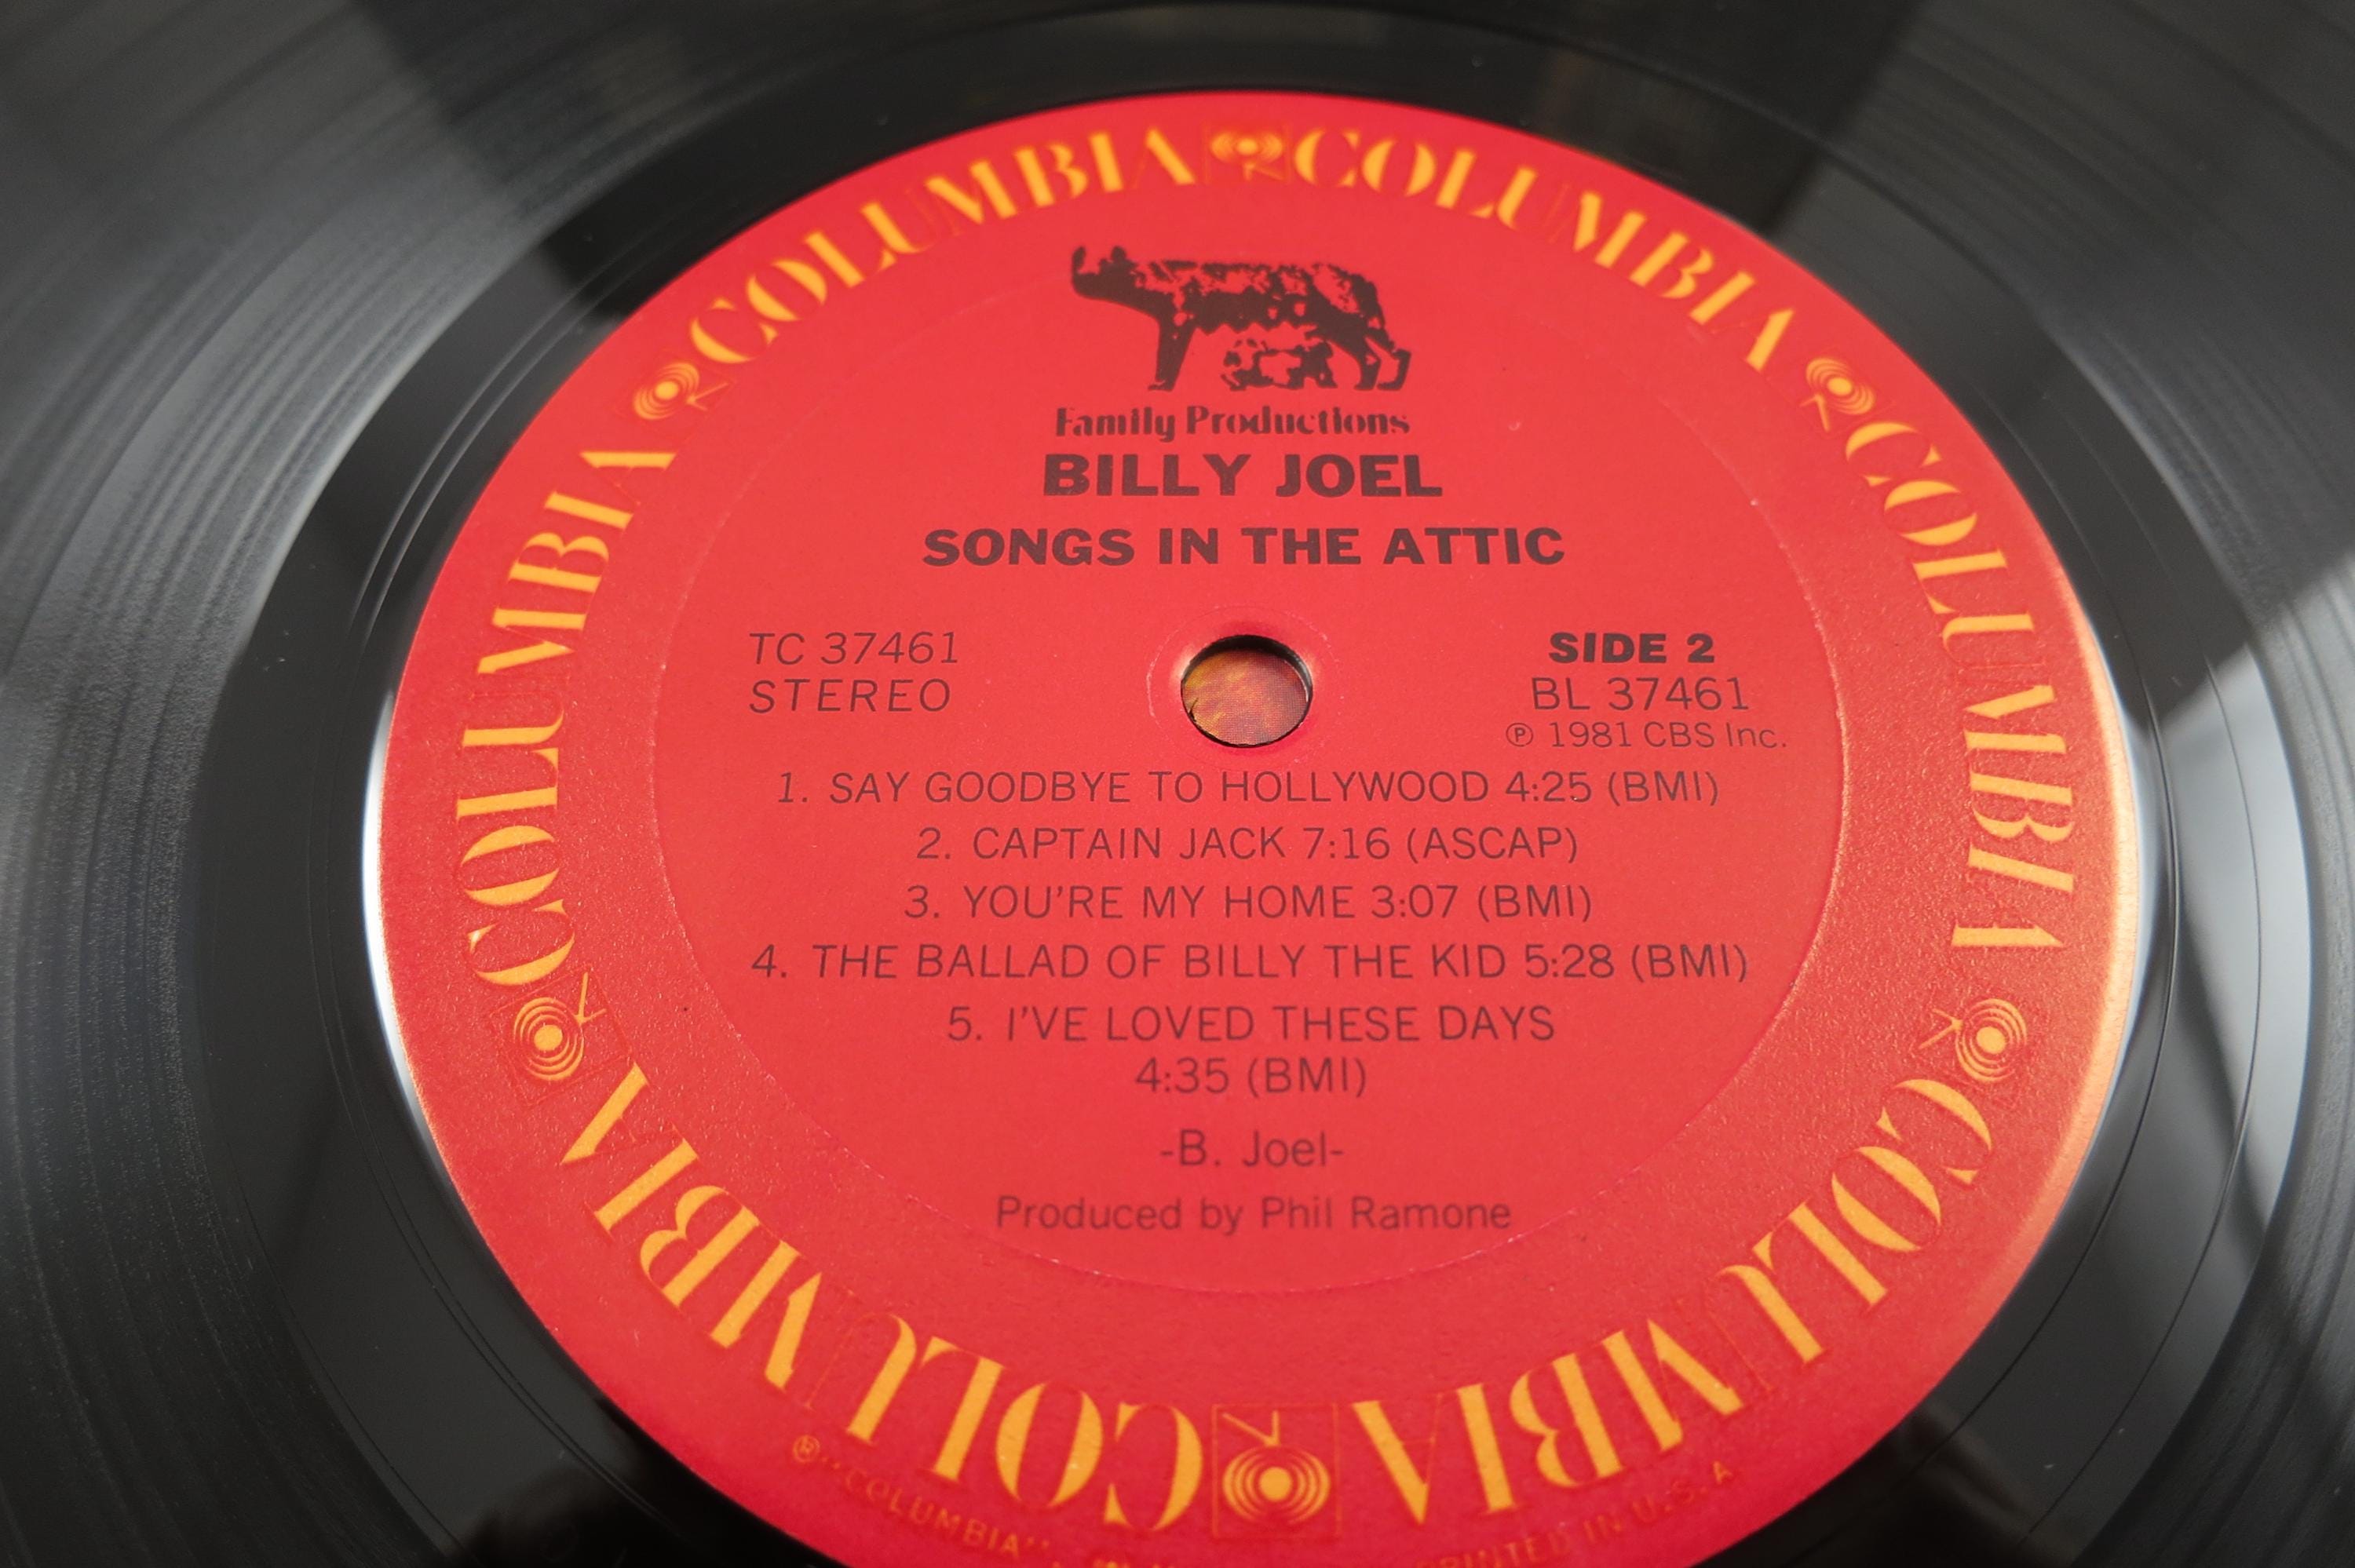 COLUMBIA COLUMBIA COLUMBIA COLUMBIA COLUMBIA COLUMBIA
Family Productions
BILLY JOEL
SONGS IN THE ATTIC
TC 37461
STEREO
SIDE 2
BL 37461
℗ 1981 CBS Inc.
1. SAY GOODBYE TO HOLLYWOOD 4:25 (BMI)
2. CAPTAIN JACK 7:16 (ASCAP)
3. YOU'RE MY HOME 3:07 (BMI)
4. THE BALLAD OF BILLY THE KID 5:28 (BMI)
5. I'VE LOVED THESE DAYS
4:35 (BMI)
-B. Joel-
Produced by Phil Ramone
® "COLUMBIA", PRINTED IN U.S.A